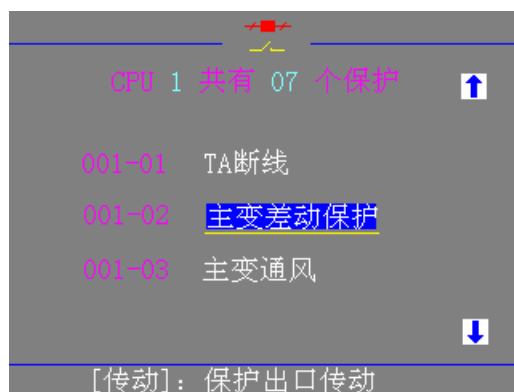 CPU 1 共有 07 个保护
001-01 TA断线
001-02 主变差动保护
001-03 主变通风
[传动]: 保护出口传动